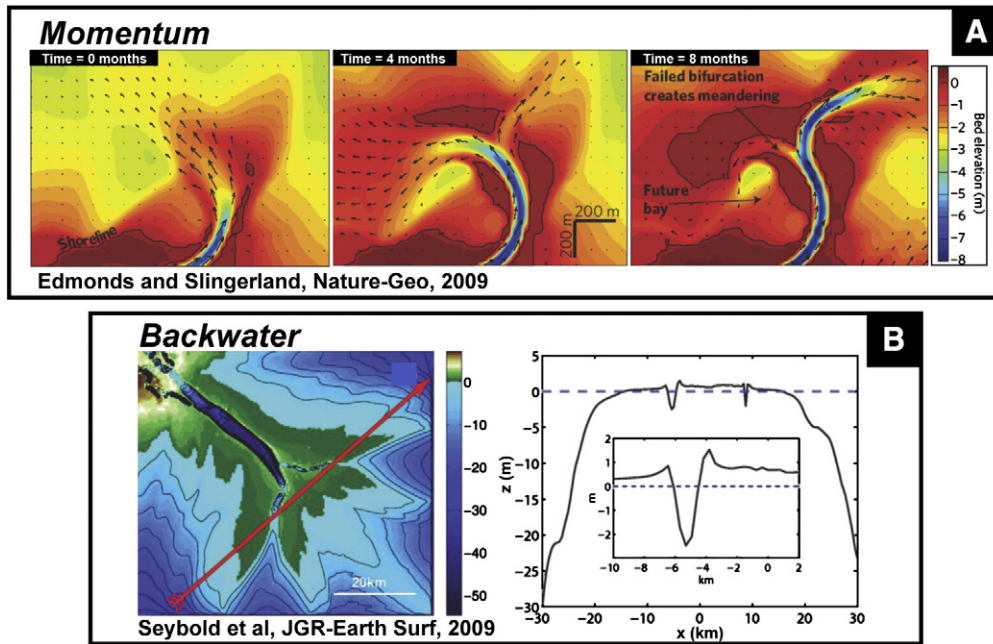 Momentum
A
Time = 0 months
Time = 4 months
Time = 8 months
Failed bifurcation
creates meandering
Future
bay
Shoreline
200 m
200 m
0
−1
−2
−3
−4
−5
−6
−7
−8
Bed elevation (m)
Edmonds and Slingerland, Nature-Geo, 2009
Backwater
B
0
−10
−20
−30
−40
−50
20km
Seybold et al, JGR-Earth Surf, 2009
5
0
−5
−10
−15
−20
−25
−30
z (m)
−30
−20
−10
0
10
20
30
x (km)
2
1
0
−1
−2
m
−10
−8
−6
−4
−2
0
2
km